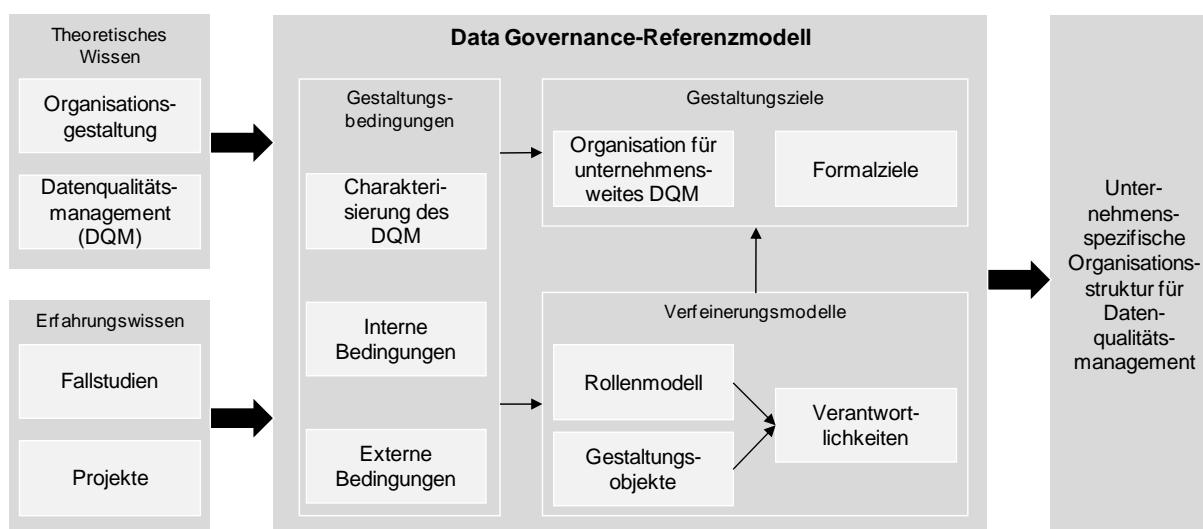 Theoretisches
Wissen
Organisations-
gestaltung
Datenqualitäts-
management
(DQM)
Erfahrungswissen
Fallstudien
Projekte
Data Governance-Referenzmodell
Gestaltungs-
bedingungen
Charakteri-
sierung des
DQM
Interne
Bedingungen
Externe
Bedingungen
Gestaltungsziele
Organisation für
unternehmens-
weites DQM
Formalziele
Verfeinerungsmodelle
Rollenmodell
Gestaltungs-
objekte
Verantwort-
lichkeiten
Unter-
nehmens-
spezifische
Organisations-
struktur für
Daten-
qualitäts-
management